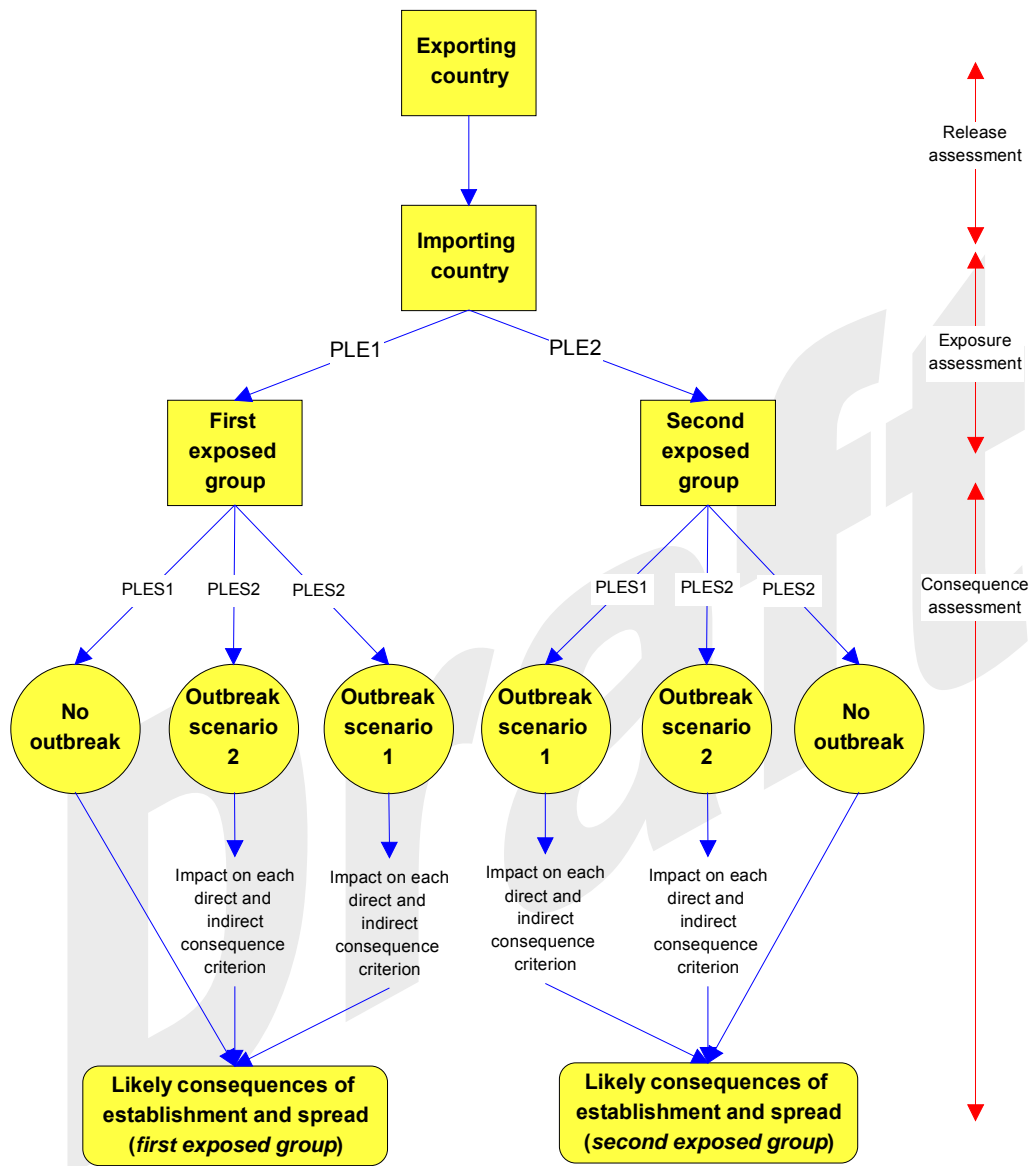 Exporting
country
Release
assessment
Importing
country
PLE1
PLE2
Exposure
assessment
First
exposed
group
Second
exposed
group
PLES1
PLES2
PLES2
PLES1
PLES2
PLES2
Consequence
assessment
No
outbreak
Outbreak
scenario
2
Outbreak
scenario
1
Outbreak
scenario
1
Outbreak
scenario
2
No
outbreak
Impact on each
direct and
indirect
consequence
criterion
Impact on each
direct and
indirect
consequence
criterion
Impact on each
direct and
indirect
consequence
criterion
Impact on each
direct and
indirect
consequence
criterion
Likely consequences of
establishment and spread
(first exposed group)
Likely consequences of
establishment and spread
(second exposed group)
Draft